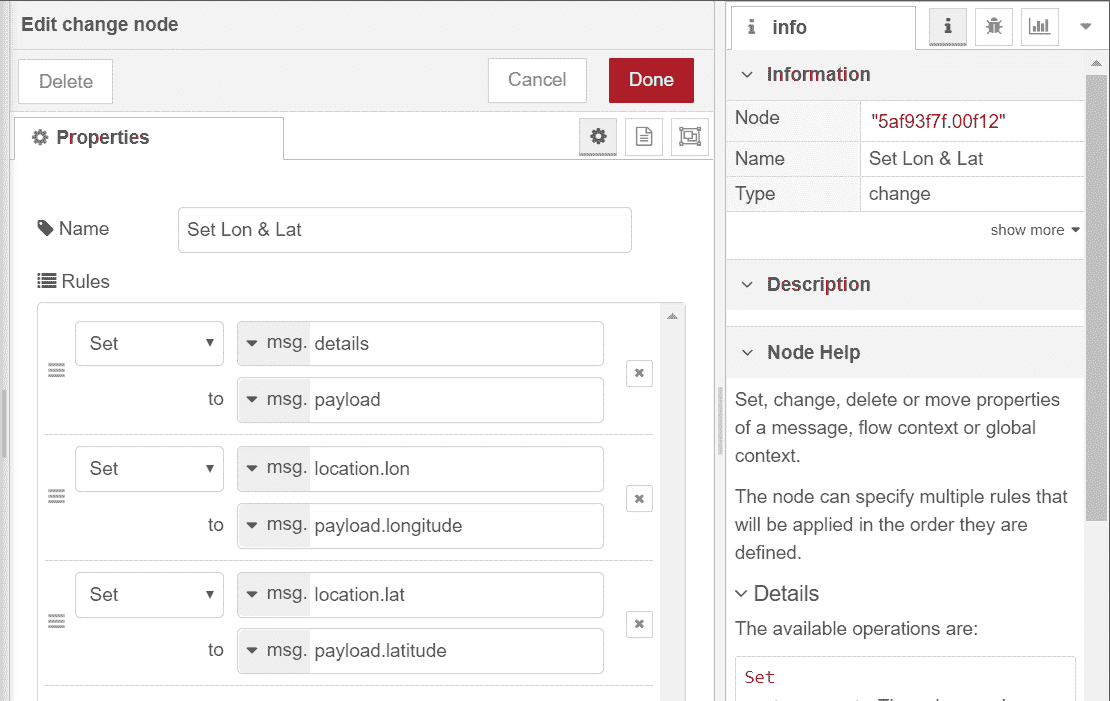 Edit change node
Delete
Cancel
Done
Properties
Name
Set Lon & Lat
Rules
Set
msg. details
to
msg. payload
Set
msg. location.lon
to
msg. payload.longitude
Set
msg. location.lat
to
msg. payload.latitude
info
Information
Node "5af93f7f.00f12"
Name Set Lon & Lat
Type change
show more
Description
Node Help
Set, change, delete or move properties
of a message, flow context or global
context.
The node can specify multiple rules that
will be applied in the order they are
defined.
Details
The available operations are:
Set